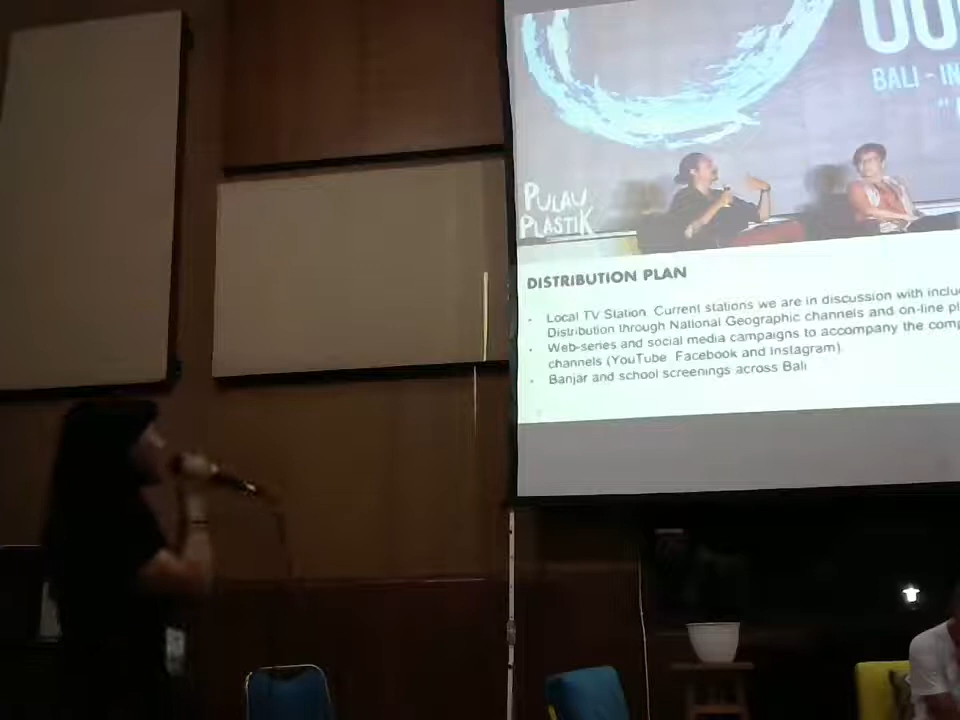 BALI - IN
PULAU
PLASTIK
DISTRIBUTION PLAN
Local TV Station Current stations we are in discussion with inclu
Distribution through National Geographic channels and on-line pl
Web-series and social media campaigns to accompany the comp
channels (YouTube Facebook and Instagram).
Banjar and school screenings across Bali